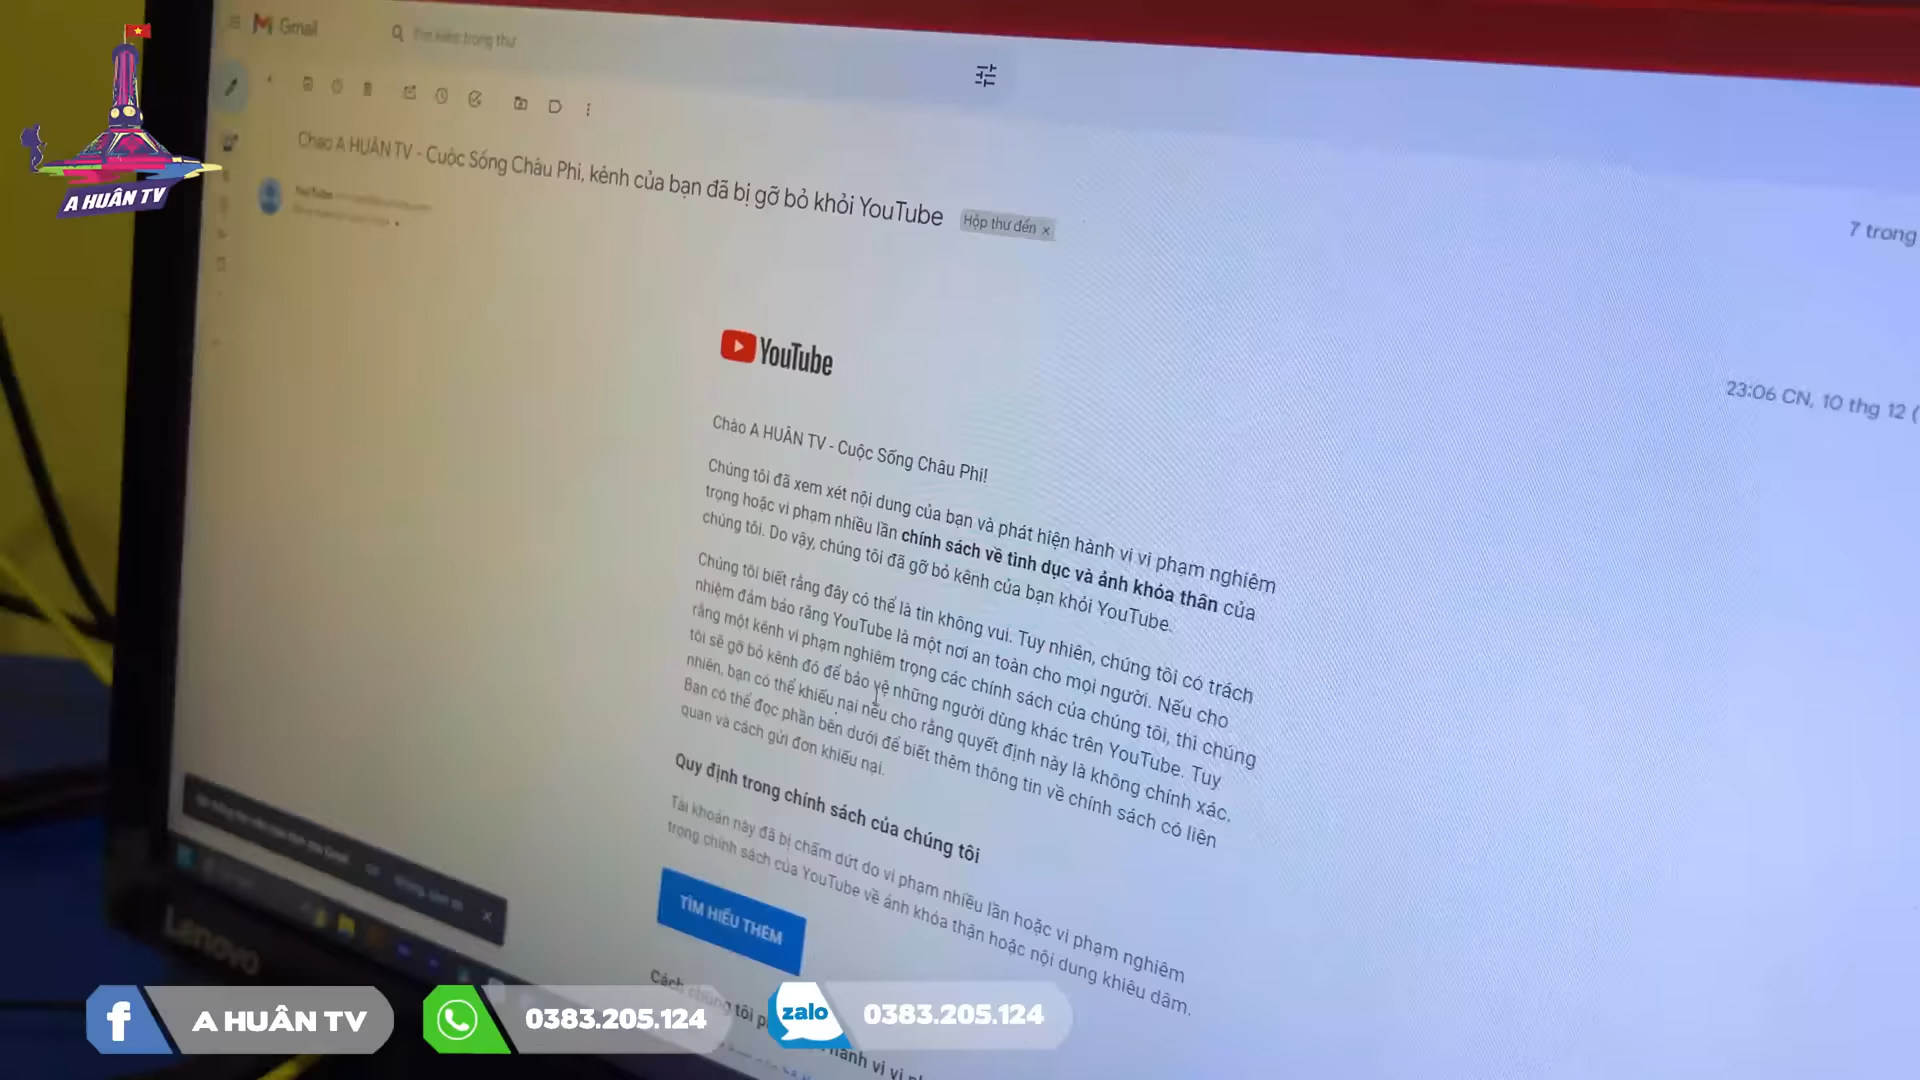 Gmail
Tìm kiếm trong thư
A HUÂN TV
Chào A HUÂN TV - Cuộc Sống Châu Phi, kênh của bạn đã bị gỡ bỏ khỏi YouTube
Hộp thư đến ×
7 trong
YouTube
23:06 CN, 10 thg 12 (
YouTube
Chào A HUÂN TV - Cuộc Sống Châu Phi!
Chúng tôi đã xem xét nội dung của bạn và phát hiện hành vi vi phạm nghiêm
trọng hoặc vi phạm nhiều lần chính sách về tình dục và ảnh khỏa thân của
chúng tôi. Do vậy, chúng tôi đã gỡ bỏ kênh của bạn khỏi YouTube.
Chúng tôi biết rằng đây có thể là tin không vui. Tuy nhiên, chúng tôi có trách
nhiệm đảm bảo rằng YouTube là một nơi an toàn cho mọi người. Nếu cho
rằng một kênh vi phạm nghiêm trọng các chính sách của chúng tôi, thì chúng
tôi sẽ gỡ bỏ kênh đó để bảo vệ những người dùng khác trên YouTube. Tuy
nhiên, bạn có thể khiếu nại nếu cho rằng quyết định này là không chính xác.
Bạn có thể đọc phần bên dưới để biết thêm thông tin về chính sách có liên
quan và cách gửi đơn khiếu nại.
Quy định trong chính sách của chúng tôi
Tài khoản này đã bị chấm dứt do vi phạm nhiều lần hoặc vi phạm nghiêm
trọng chính sách của YouTube về ảnh khỏa thân hoặc nội dung khiêu dâm.
TÌM HIỂU THÊM
Cách chúng tôi
hành vi vi
Lenovo
f
A HUÂN TV
0383.205.124
zalo
0383.205.124